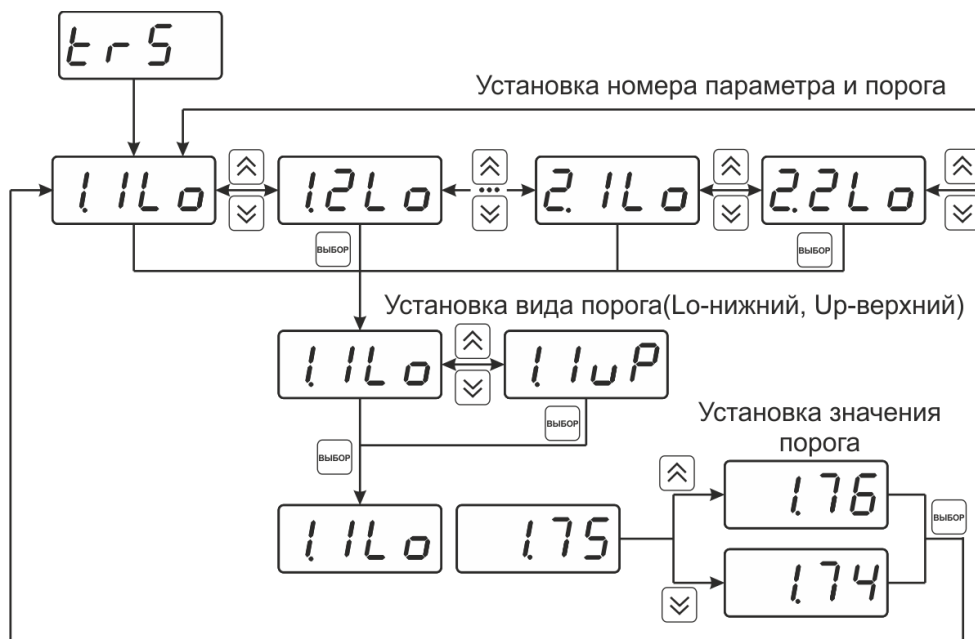 trS
Установка номера параметра и порога
1.1Lo
1.2Lo
...
2.1Lo
2.2Lo
ВЫБОР
ВЫБОР
Установка вида порога(Lo-нижний, Up-верхний)
1.1Lo
1.1uP
ВЫБОР
ВЫБОР
Установка значения
порога
1.1Lo
1.75
1.76
ВЫБОР
1.74